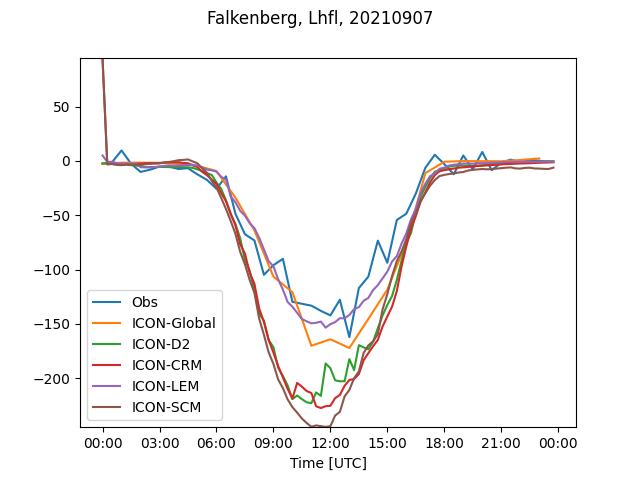 Falkenberg, Lhfl, 20210907
50
0
−50
−100
−150
−200
Obs
ICON-Global
ICON-D2
ICON-CRM
ICON-LEM
ICON-SCM
00:00 03:00 06:00 09:00 12:00 15:00 18:00 21:00 00:00
Time [UTC]